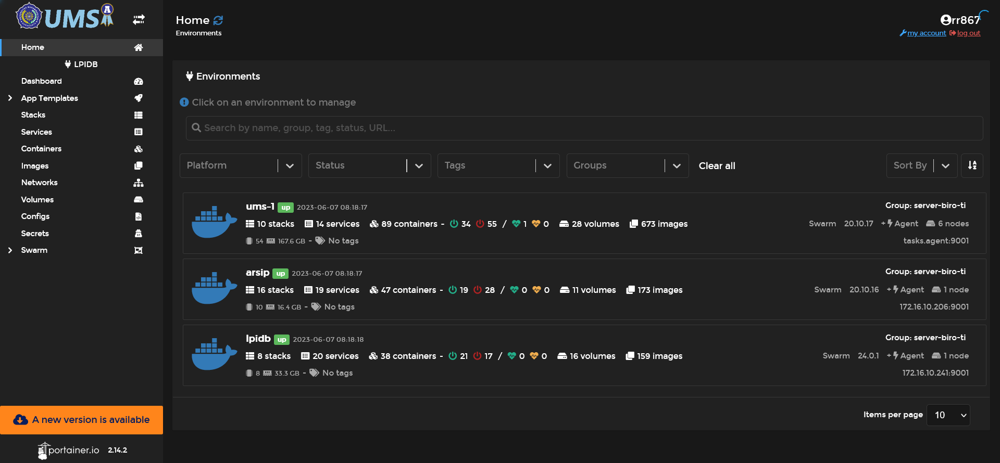 UMS A
Home
LPIDB
Dashboard
App Templates
Stacks
Services
Containers
Images
Networks
Volumes
Configs
Secrets
Swarm
A new version is available
portainer.io 2.14.2
Home
Environments
rr867
my account log out
Environments
Click on an environment to manage
Search by name, group, tag, status, URL...
Platform Status Tags Groups Clear all Sort By
ums-1 up 2023-06-07 08:18:17 Group: server-biro-ti
10 stacks 14 services 89 containers - 34 55 / 1 0 28 volumes 673 images Swarm 20.10.17 + Agent 6 nodes
54 167.6 GB - No tags tasks.agent:9001
arsip up 2023-06-07 08:18:17 Group: server-biro-ti
16 stacks 19 services 47 containers - 19 28 / 0 0 11 volumes 173 images Swarm 20.10.16 + Agent 1 node
10 16.4 GB - No tags 172.16.10.206:9001
lpidb up 2023-06-07 08:18:18 Group: server-biro-ti
8 stacks 20 services 38 containers - 21 17 / 0 0 16 volumes 159 images Swarm 24.0.1 + Agent 1 node
8 33.3 GB - No tags 172.16.10.241:9001
Items per page 10